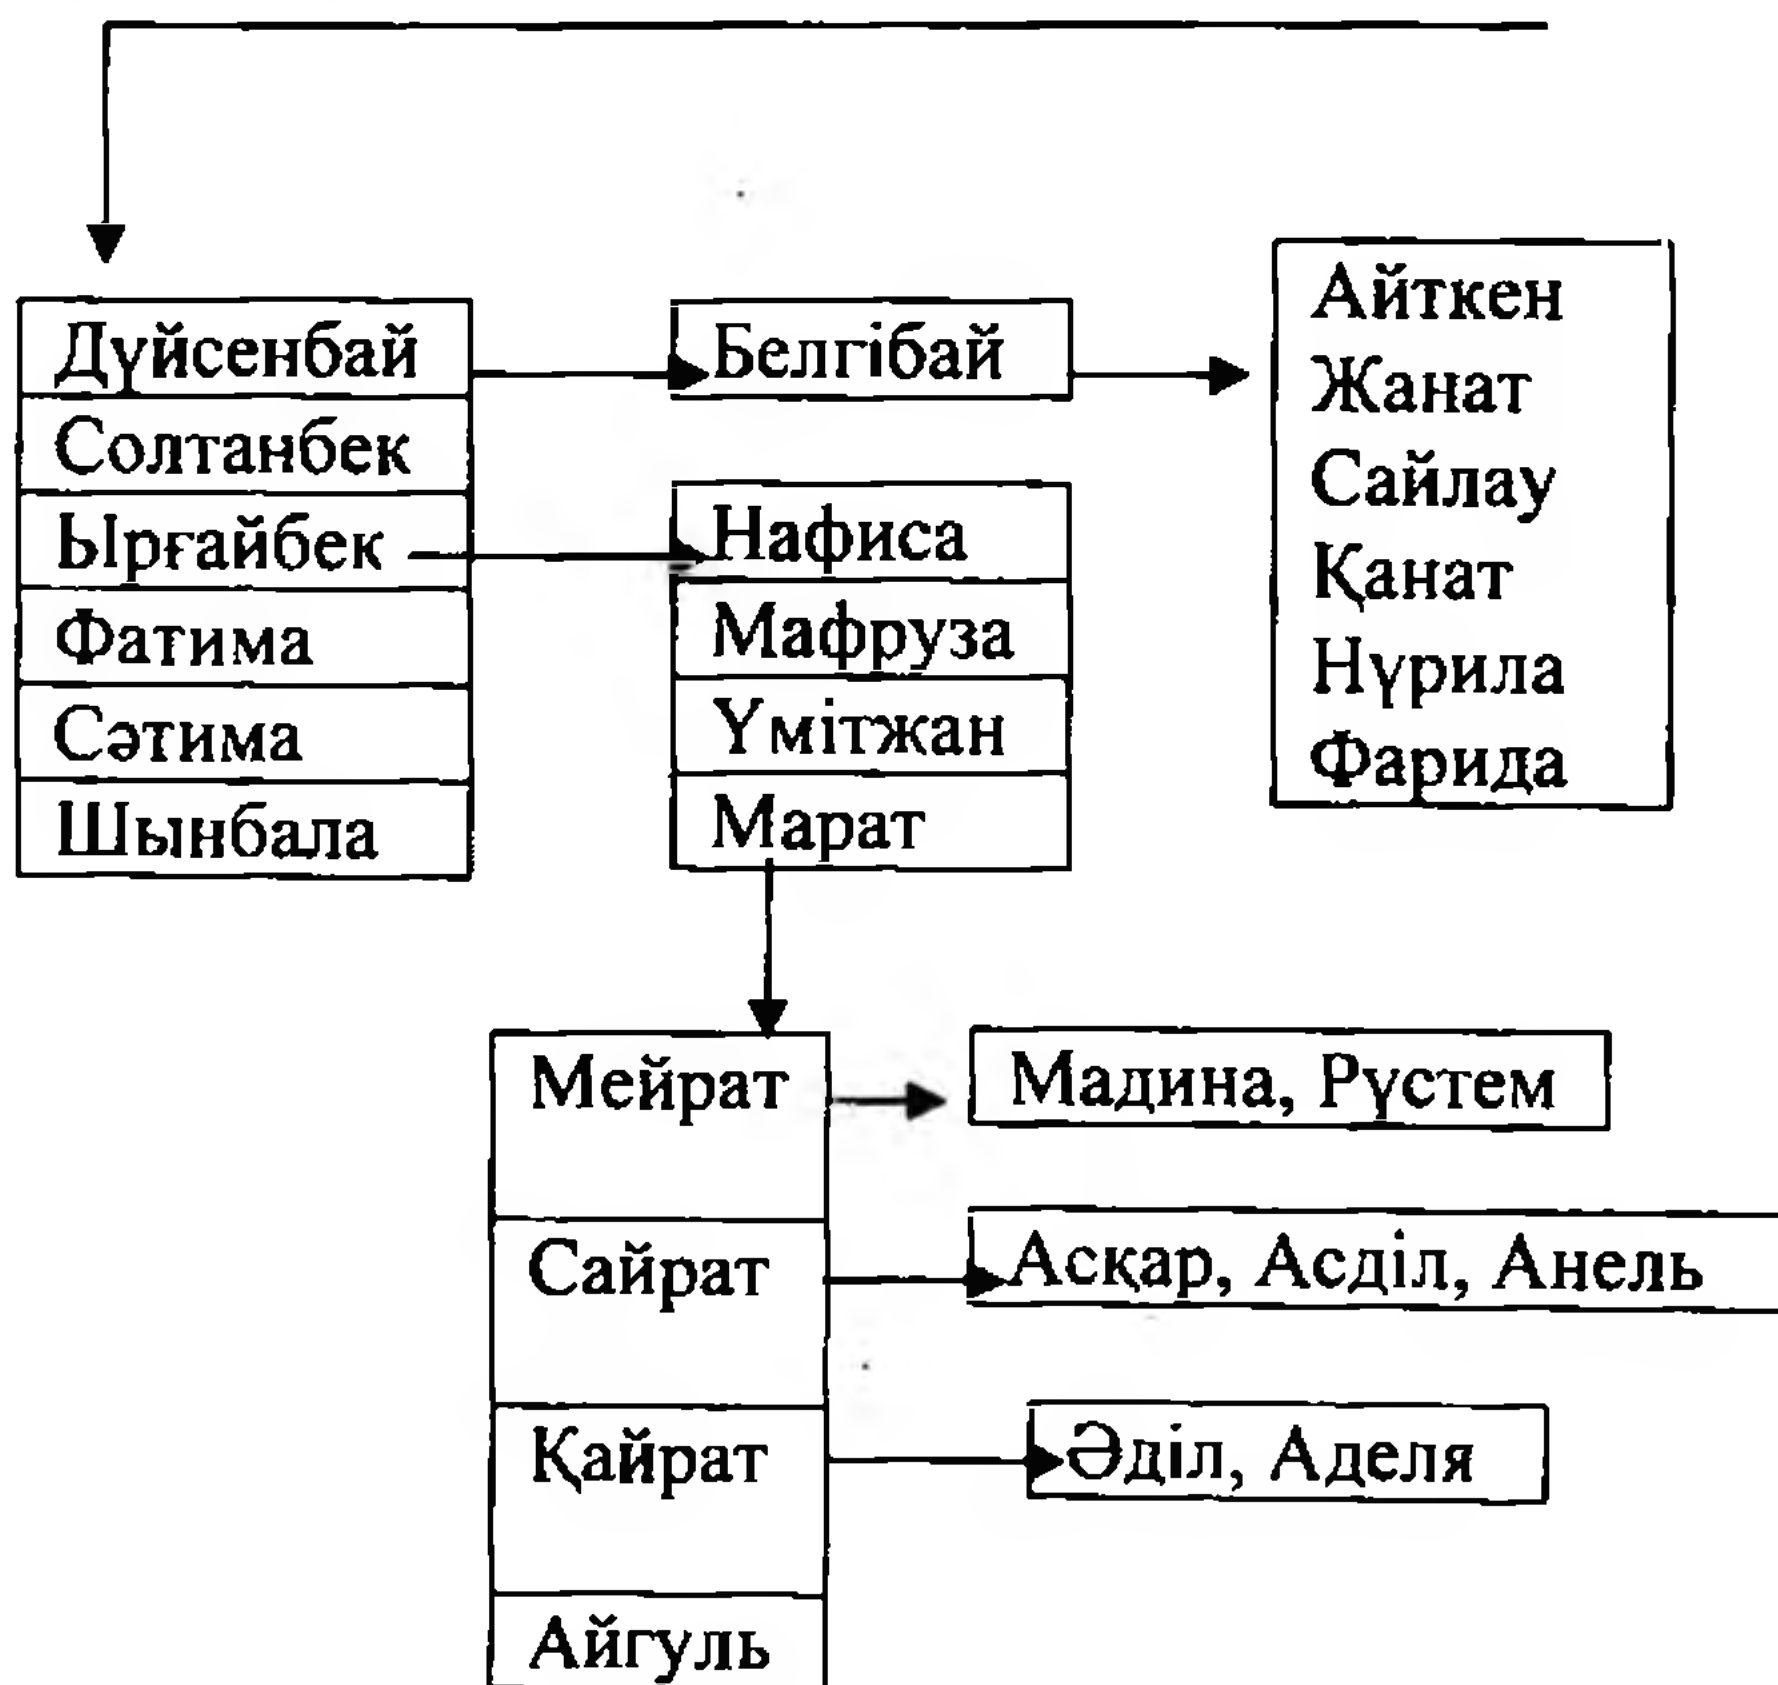 Дүйсенбай
Солтанбек
Ырғайбек
Фатима
Сәтима
Шынбала
Белгібай
Нафиса
Мафруза
Үмітжан
Марат
Айткен
Жанат
Сайлау
Қанат
Нүрила
Фарида
Мейрат
Сайрат
Қайрат
Айгуль
Мадина, Рүстем
Асқар, Асділ, Анель
Әділ, Аделя